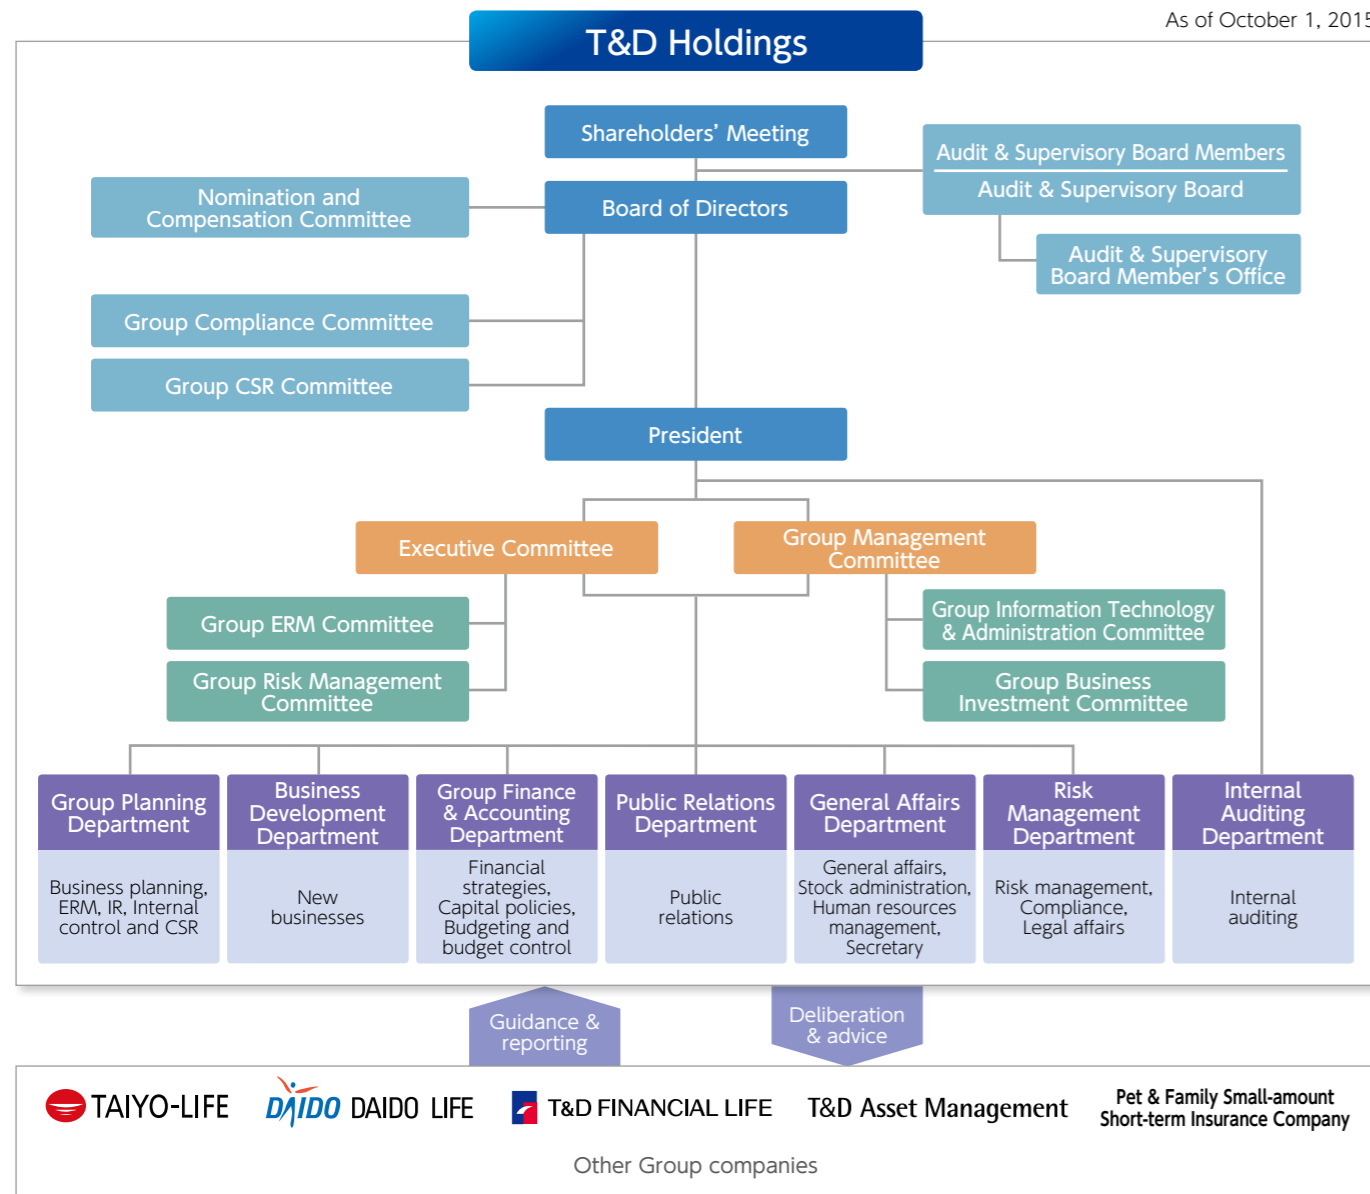 As of October 1, 2015
T&D Holdings
Shareholders' Meeting
Audit & Supervisory Board Members
Audit & Supervisory Board
Nomination and
Compensation Committee
Board of Directors
Audit & Supervisory
Board Member's Office
Group Compliance Committee
Group CSR Committee
President
Executive Committee
Group Management
Committee
Group ERM Committee
Group Information Technology
& Administration Committee
Group Risk Management
Committee
Group Business
Investment Committee
Group Planning
Department
Business planning,
ERM, IR, Internal
control and CSR
Business
Development
Department
New
businesses
Group Finance
& Accounting
Department
Financial
strategies,
Capital policies,
Budgeting and
budget control
Public Relations
Department
Public
relations
General Affairs
Department
General affairs,
Stock administration,
Human resources
management,
Secretary
Risk
Management
Department
Risk management,
Compliance,
Legal affairs
Internal
Auditing
Department
Internal
auditing
Guidance &
reporting
Deliberation
& advice
TAIYO-LIFE
DAIDO DAIDO LIFE
T&D FINANCIAL LIFE
T&D Asset Management
Pet & Family Small-amount
Short-term Insurance Company
Other Group companies